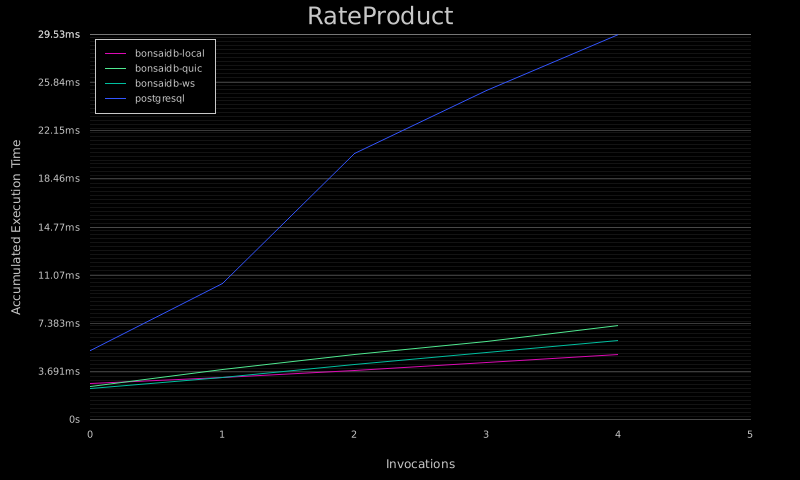 RateProduct
29.53ms
25.84ms
22.15ms
18.46ms
14.77ms
11.07ms
7.383ms
3.691ms
0s
Accumulated Execution Time
bonsaidb-local
bonsaidb-quic
bonsaidb-ws
postgresql
0 1 2 3 4 5
Invocations